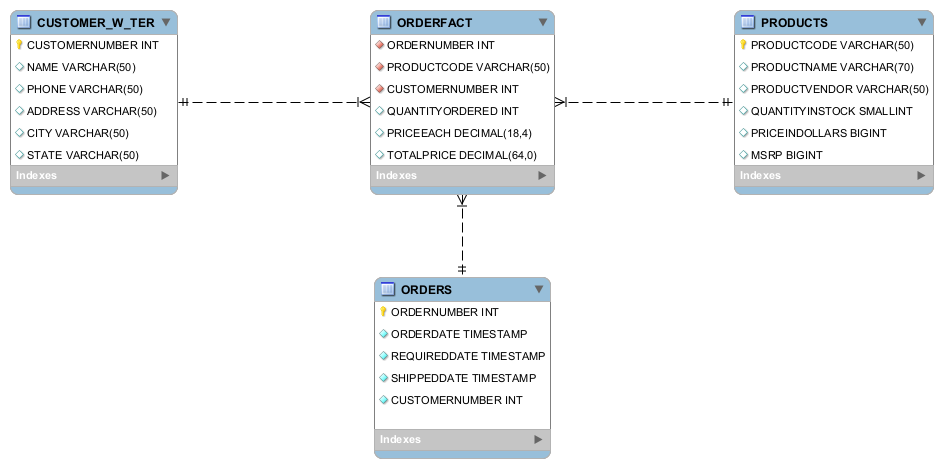 CUSTOMER_W_TER
CUSTOMERNUMBER INT
NAME VARCHAR(50)
PHONE VARCHAR(50)
ADDRESS VARCHAR(50)
CITY VARCHAR(50)
STATE VARCHAR(50)
Indexes
ORDERFACT
ORDERNUMBER INT
PRODUCTCODE VARCHAR(50)
CUSTOMERNUMBER INT
QUANTITYORDERED INT
PRICEEACH DECIMAL(18,4)
TOTALPRICE DECIMAL(64,0)
Indexes
PRODUCTS
PRODUCTCODE VARCHAR(50)
PRODUCTNAME VARCHAR(70)
PRODUCTVENDOR VARCHAR(50)
QUANTITYINSTOCK SMALLINT
PRICEINDOLLARS BIGINT
MSRP BIGINT
Indexes
ORDERS
ORDERNUMBER INT
ORDERDATE TIMESTAMP
REQUIREDDATE TIMESTAMP
SHIPPEDDATE TIMESTAMP
CUSTOMERNUMBER INT
Indexes